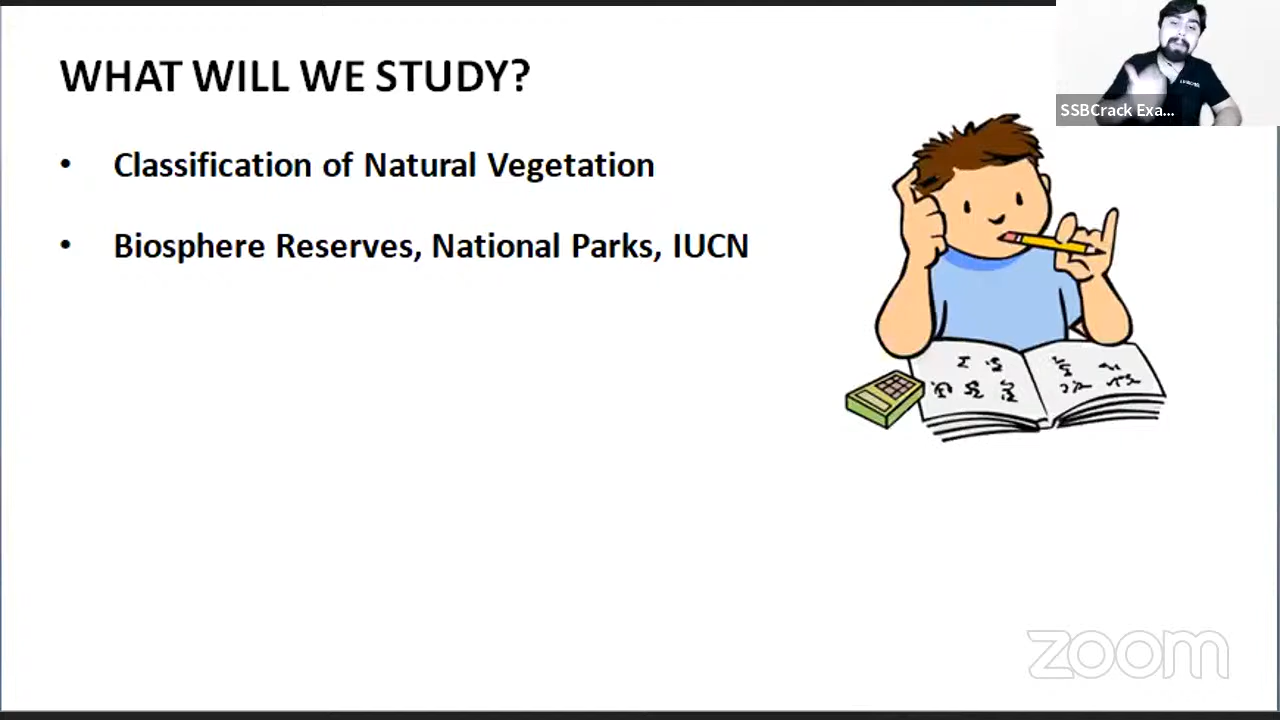 WHAT WILL WE STUDY?
• Classification of Natural Vegetation
• Biosphere Reserves, National Parks, IUCN
SSBCrack Exa...
zoom